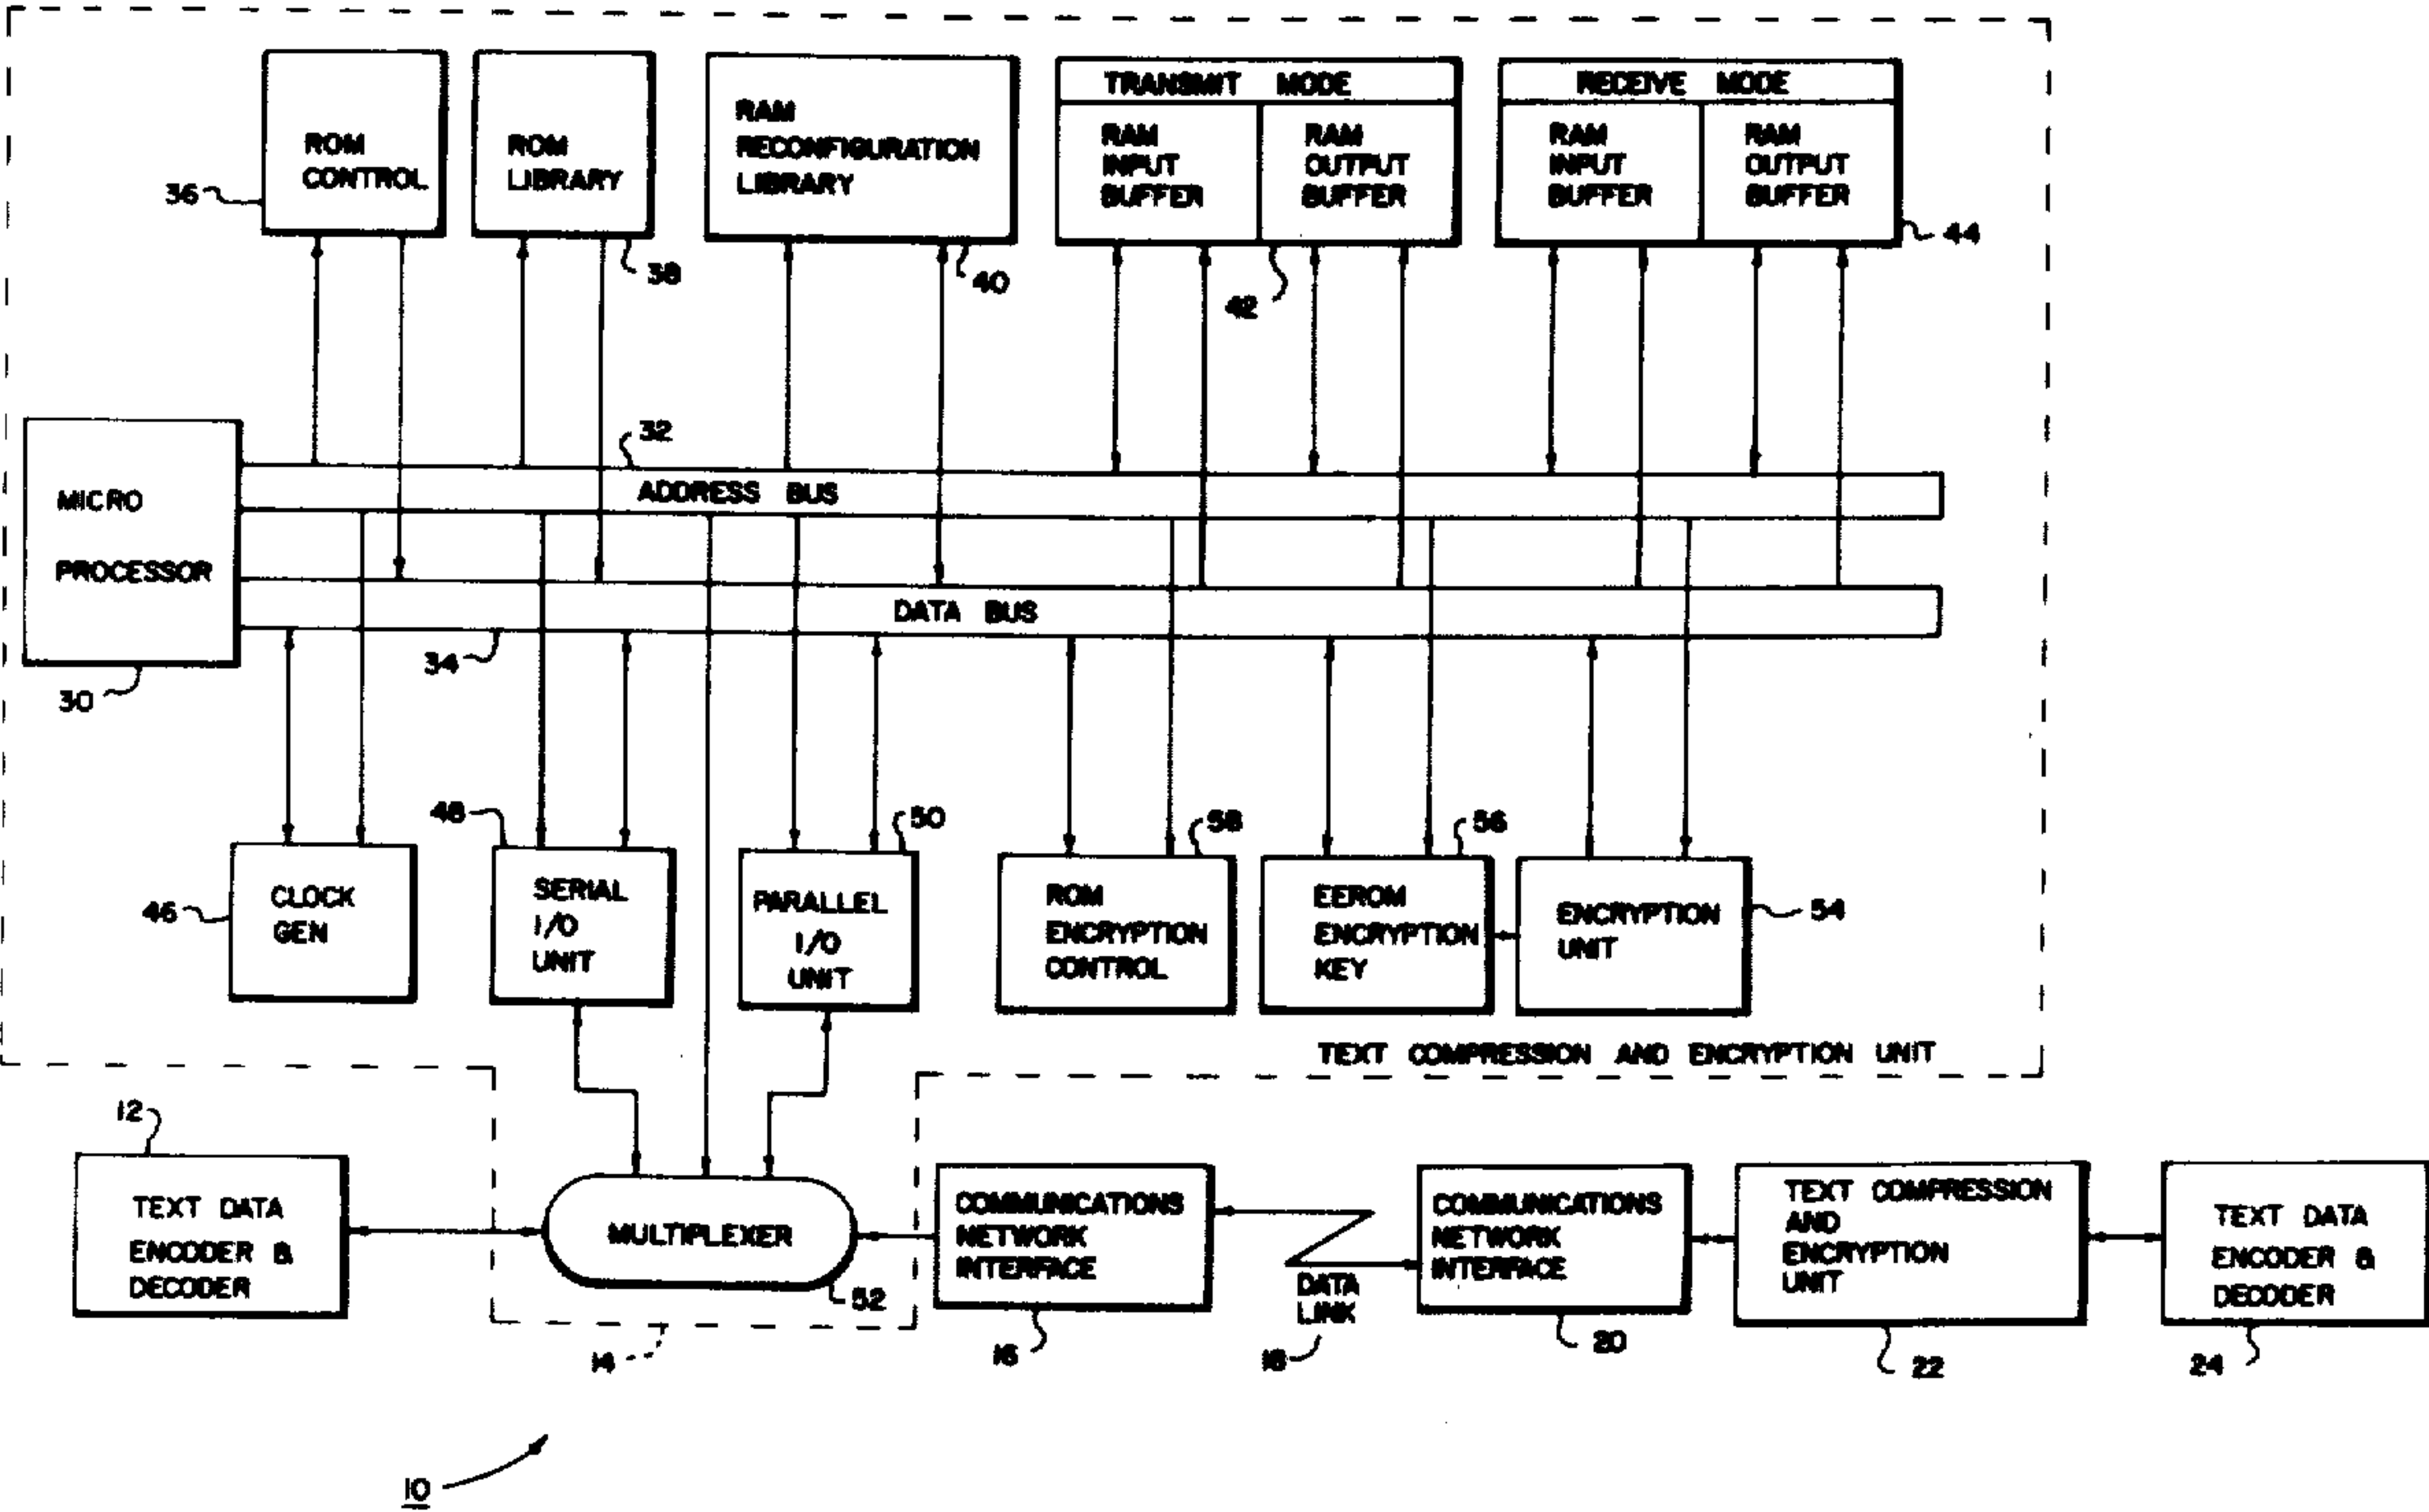 ROM
CONTROL
36
ROM
LIBRARY
38
RAM
RECONFIGURATION
LIBRARY
40
TRANSMIT MODE
RAM
INPUT
BUFFER
RAM
OUTPUT
BUFFER
42
RECEIVE MODE
RAM
INPUT
BUFFER
RAM
OUTPUT
BUFFER
44
MICRO
PROCESSOR
30
32
ADDRESS BUS
DATA BUS
34
CLOCK
GEN
46
48
SERIAL
I/O
UNIT
50
PARALLEL
I/O
UNIT
58
ROM
ENCRYPTION
CONTROL
56
EEROM
ENCRYPTION
KEY
ENCRYPTION
UNIT
54
TEXT COMPRESSION AND ENCRYPTION UNIT
12
TEXT DATA
ENCODER &
DECODER
MULTIPLEXER
52
14
COMMUNICATIONS
NETWORK
INTERFACE
16
DATA
LINK
18
COMMUNICATIONS
NETWORK
INTERFACE
20
TEXT COMPRESSION
AND
ENCRYPTION
UNIT
22
TEXT DATA
ENCODER &
DECODER
24
10